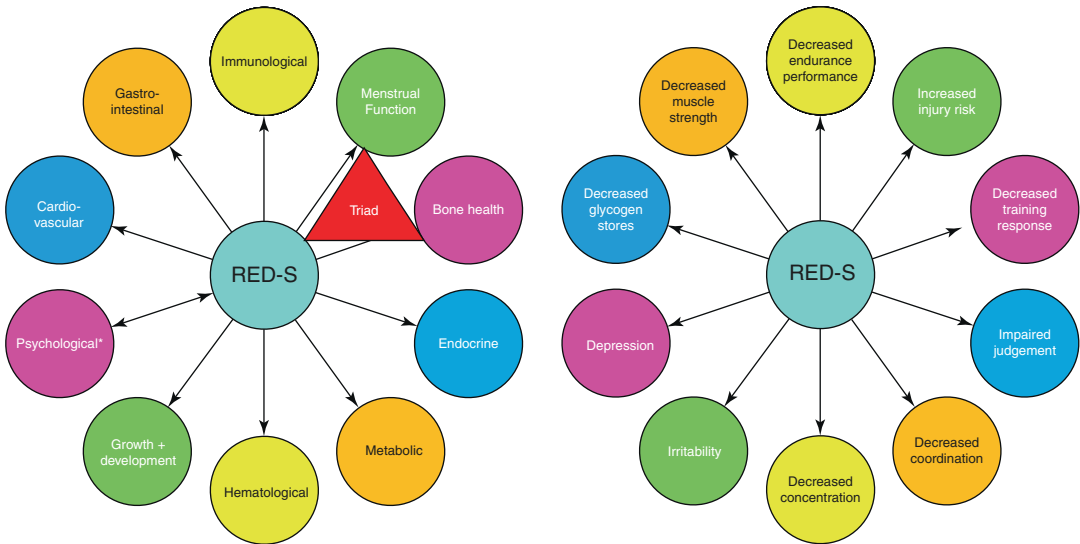 Immunological
Menstrual
Function
Bone health
Endocrine
Metabolic
Hematological
Growth +
development
Psychological*
Cardio-
vascular
Gastro-
intestinal
Triad
RED-S
Decreased
endurance
performance
Increased
injury risk
Decreased
training
response
Impaired
judgement
Decreased
coordination
Decreased
concentration
Irritability
Depression
Decreased
glycogen
stores
Decreased
muscle
strength
RED-S